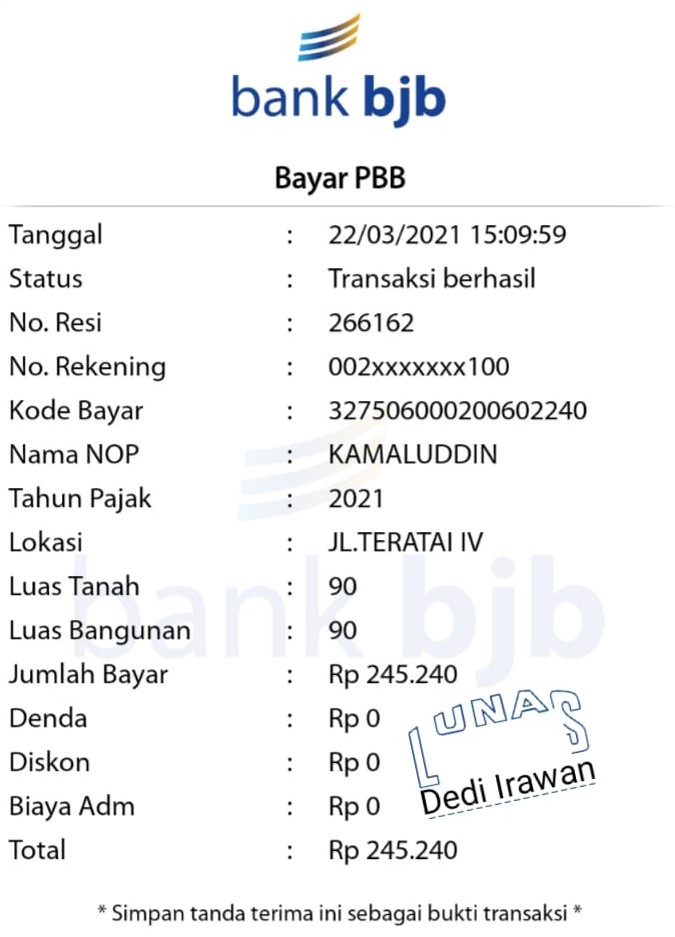 bank bjb
Bayar PBB
Tanggal : 22/03/2021 15:09:59
Status : Transaksi berhasil
No. Resi : 266162
No. Rekening : 002xxxxxxx100
Kode Bayar : 327506000200602240
Nama NOP : KAMALUDDIN
Tahun Pajak : 2021
Lokasi : JL.TERATAI IV
Luas Tanah : 90
Luas Bangunan : 90
Jumlah Bayar : Rp 245.240
Denda : Rp 0
Diskon : Rp 0
Biaya Adm : Rp 0
Total : Rp 245.240
LUNAS
Dedi Irawan
bank bjb
* Simpan tanda terima ini sebagai bukti transaksi *